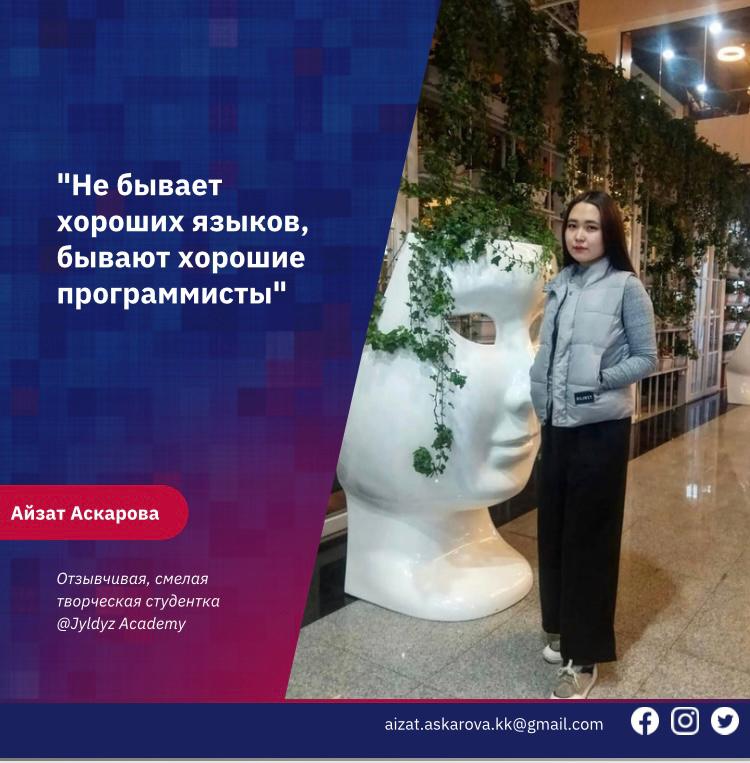 "Не бывает
хороших языков,
бывают хорошие
программисты"
Айзат Аскарова
Отзывчивая, смелая
творческая студентка
@Jyldyz Academy
aizat.askarova.kk@gmail.com